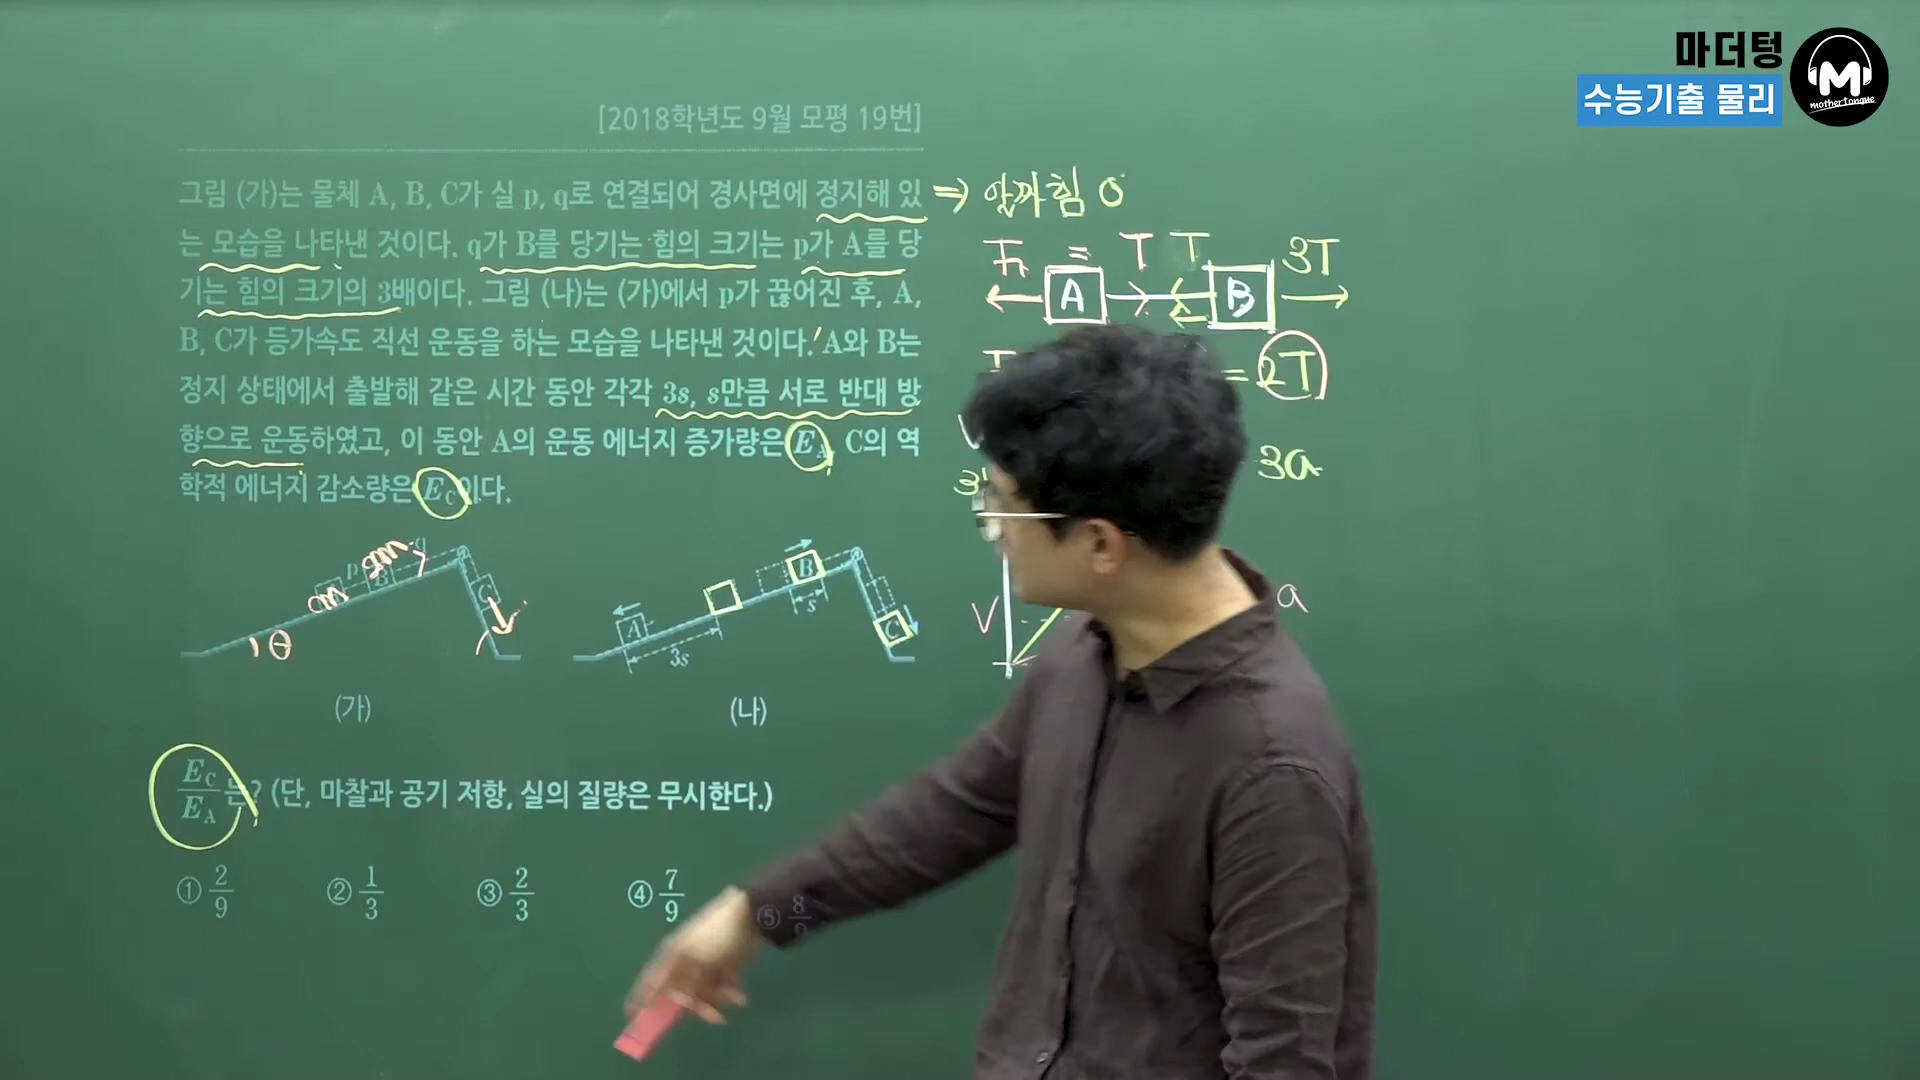 마더텅
수능기출 물리
M
mothertongue
[2018학년도 9월 모평 19번]
그림 (가)는 물체 A, B, C가 실 p, q로 연결되어 경사면에 정지해 있
는 모습을 나타낸 것이다. q가 B를 당기는 힘의 크기는 p가 A를 당
기는 힘의 크기의 3배이다. 그림 (나)는 (가)에서 p가 끊어진 후, A,
B, C가 등가속도 직선 운동을 하는 모습을 나타낸 것이다. A와 B는
정지 상태에서 출발해 같은 시간 동안 각각 3s, s만큼 서로 반대 방
향으로 운동하였고, 이 동안 A의 운동 에너지 증가량은 E_A, C의 역
학적 에너지 감소량은 E_C이다.
⇒ 알짜힘 0
= T T 3T
A B
= 2T
3a
V a
p 2m B q
m C
θ
(가)
A 3s B s C
(나)
E_C/E_A 는? (단, 마찰과 공기 저항, 실의 질량은 무시한다.)
① 2/9 ② 1/3 ③ 2/3 ④ 7/9 ⑤ 8/9